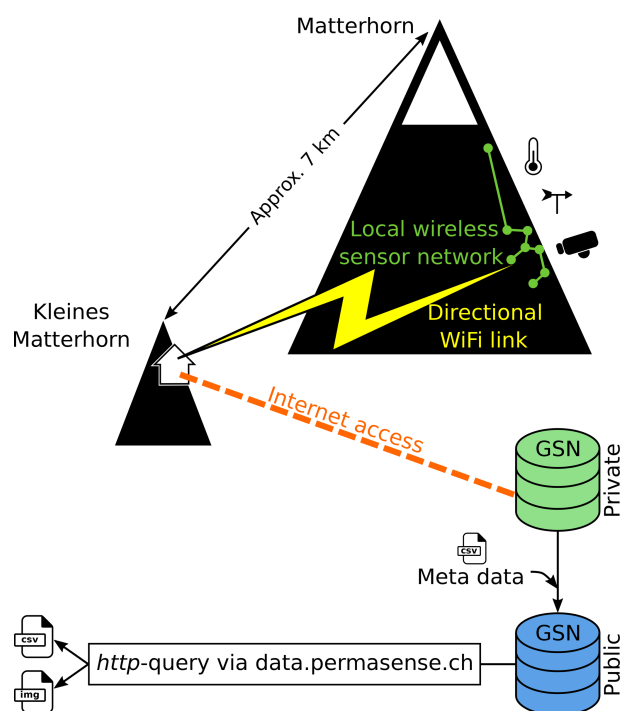 Matterhorn
Approx. 7 km
Local wireless
sensor network
Kleines
Matterhorn
Directional
WiFi link
Internet access
GSN
Private
csv
Meta data
GSN
Public
csv
http-query via data.permasense.ch
img